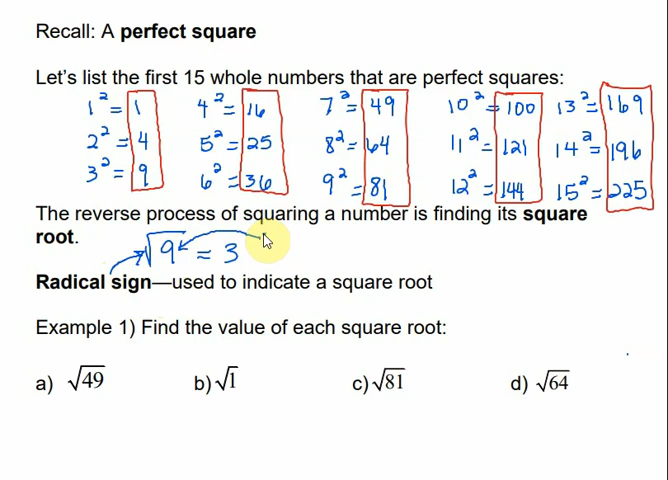 Recall: A perfect square
Let's list the first 15 whole numbers that are perfect squares:
1² = 1 4² = 16 7² = 49 10² = 100 13² = 169
2² = 4 5² = 25 8² = 64 11² = 121 14² = 196
3² = 9 6² = 36 9² = 81 12² = 144 15² = 225
The reverse process of squaring a number is finding its square
root. √9 = 3
Radical sign—used to indicate a square root
Example 1) Find the value of each square root:
a) √49 b) √1 c) √81 d) √64